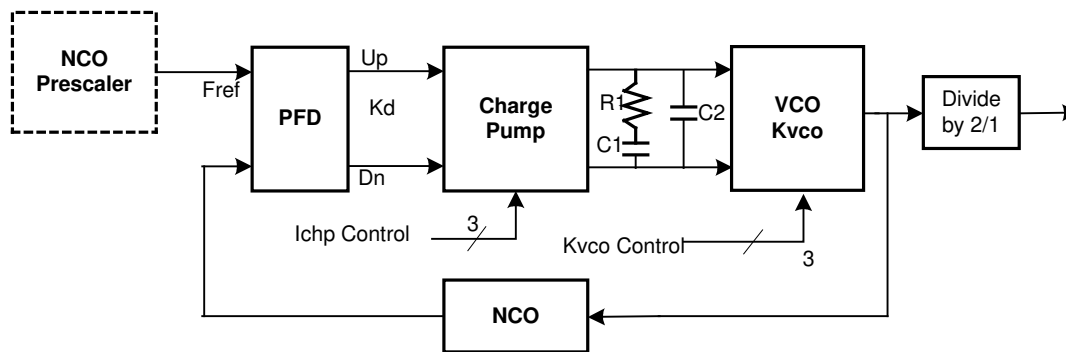 NCO
Prescaler
Fref
PFD
Up
Kd
Dn
Charge
Pump
R1
C1
C2
VCO
Kvco
Divide
by 2/1
Ichp Control
3
Kvco Control
3
NCO